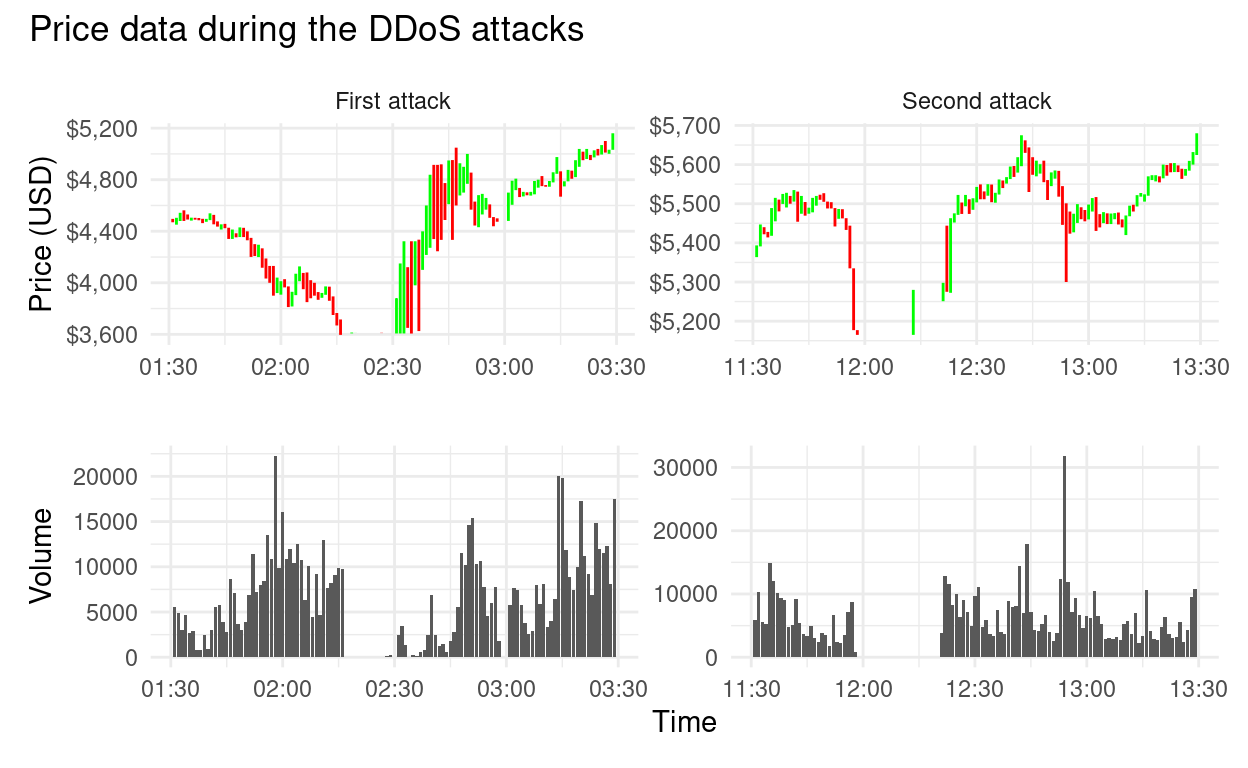 Price data during the DDoS attacks
First attack
Second attack
Price (USD)
$5,200
$4,800
$4,400
$4,000
$3,600
01:30 02:00 02:30 03:00 03:30
$5,700
$5,600
$5,500
$5,400
$5,300
$5,200
11:30 12:00 12:30 13:00 13:30
Volume
20000
15000
10000
5000
0
01:30 02:00 02:30 03:00 03:30
30000
20000
10000
0
11:30 12:00 12:30 13:00 13:30
Time